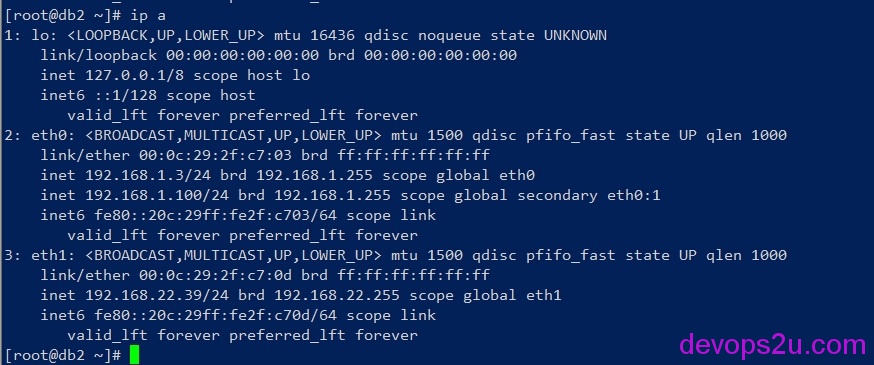 [root@db2 ~]# ip a
1: lo: <LOOPBACK,UP,LOWER_UP> mtu 16436 qdisc noqueue state UNKNOWN
    link/loopback 00:00:00:00:00:00 brd 00:00:00:00:00:00
    inet 127.0.0.1/8 scope host lo
    inet6 ::1/128 scope host
       valid_lft forever preferred_lft forever
2: eth0: <BROADCAST,MULTICAST,UP,LOWER_UP> mtu 1500 qdisc pfifo_fast state UP qlen 1000
    link/ether 00:0c:29:2f:c7:03 brd ff:ff:ff:ff:ff:ff
    inet 192.168.1.3/24 brd 192.168.1.255 scope global eth0
    inet 192.168.1.100/24 brd 192.168.1.255 scope global secondary eth0:1
    inet6 fe80::20c:29ff:fe2f:c703/64 scope link
       valid_lft forever preferred_lft forever
3: eth1: <BROADCAST,MULTICAST,UP,LOWER_UP> mtu 1500 qdisc pfifo_fast state UP qlen 1000
    link/ether 00:0c:29:2f:c7:0d brd ff:ff:ff:ff:ff:ff
    inet 192.168.22.39/24 brd 192.168.22.255 scope global eth1
    inet6 fe80::20c:29ff:fe2f:c70d/64 scope link
       valid_lft forever preferred_lft forever
[root@db2 ~]#
devops2u.com